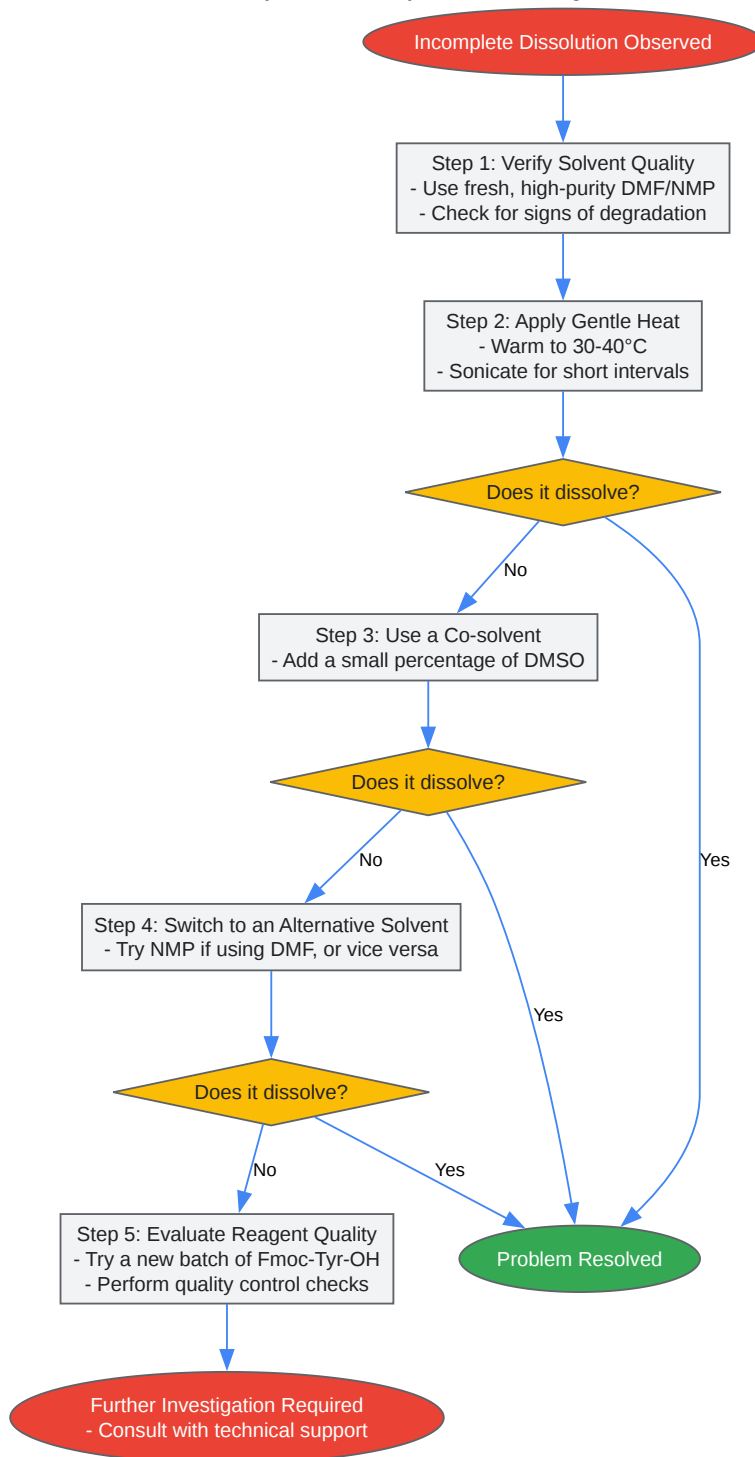 Incomplete Dissolution Observed
Step 1: Verify Solvent Quality
- Use fresh, high-purity DMF/NMP
- Check for signs of degradation
Step 2: Apply Gentle Heat
- Warm to 30-40°C
- Sonicate for short intervals
Does it dissolve?
No
Step 3: Use a Co-solvent
- Add a small percentage of DMSO
Does it dissolve?
Yes
No
Step 4: Switch to an Alternative Solvent
- Try NMP if using DMF, or vice versa
Yes
Does it dissolve?
No
Yes
Step 5: Evaluate Reagent Quality
- Try a new batch of Fmoc-Tyr-OH
- Perform quality control checks
Problem Resolved
Further Investigation Required
- Consult with technical support